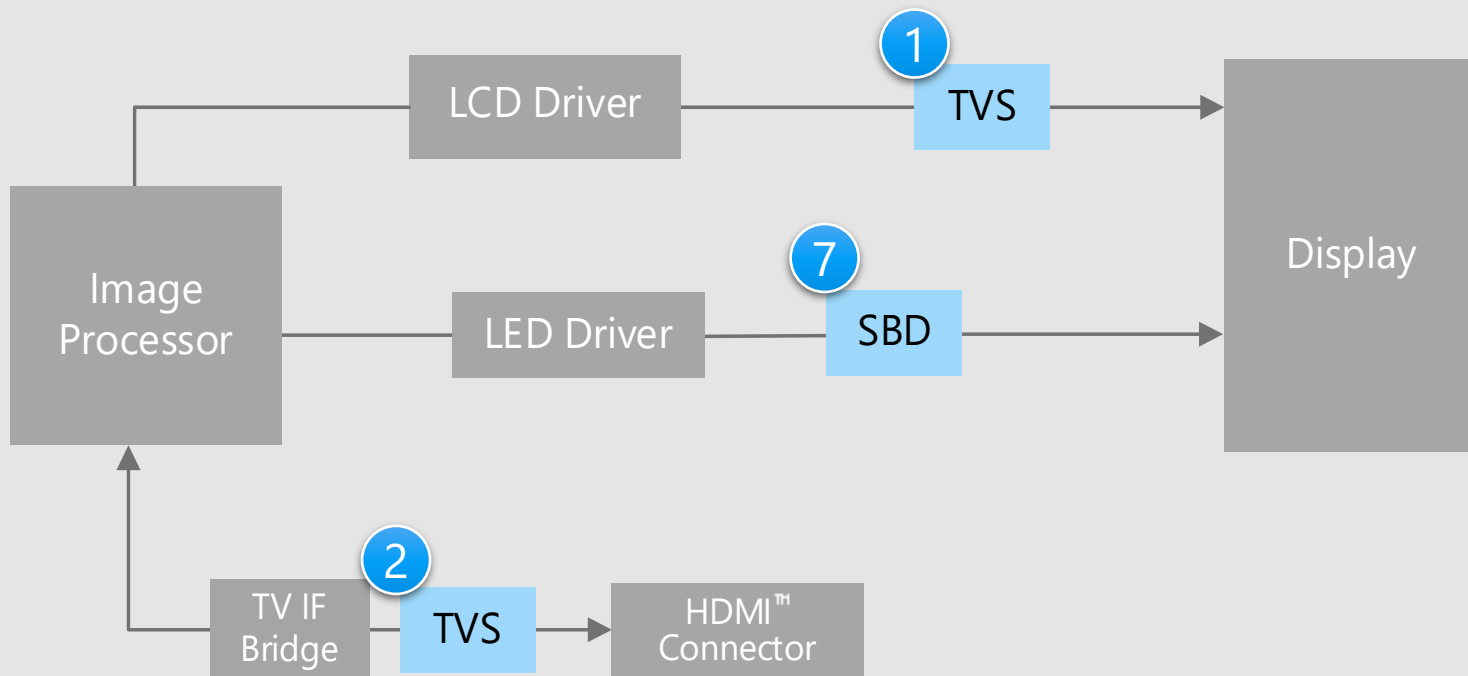 1
LCD Driver
TVS
Image
Processor
7
LED Driver
SBD
Display
2
TV IF
Bridge
TVS
HDMI™
Connector